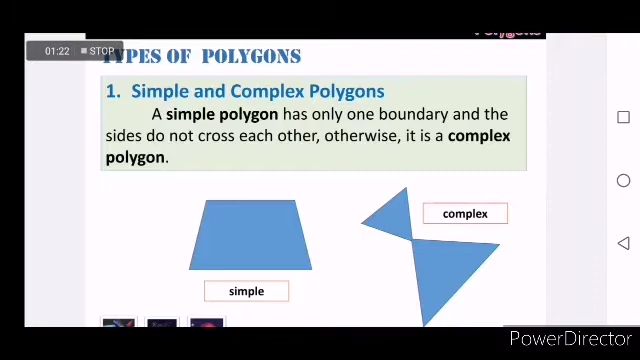 Polygons
01:22 STOP
TYPES OF POLYGONS
1. Simple and Complex Polygons
A simple polygon has only one boundary and the
sides do not cross each other, otherwise, it is a complex
polygon.
complex
simple
PowerDirector